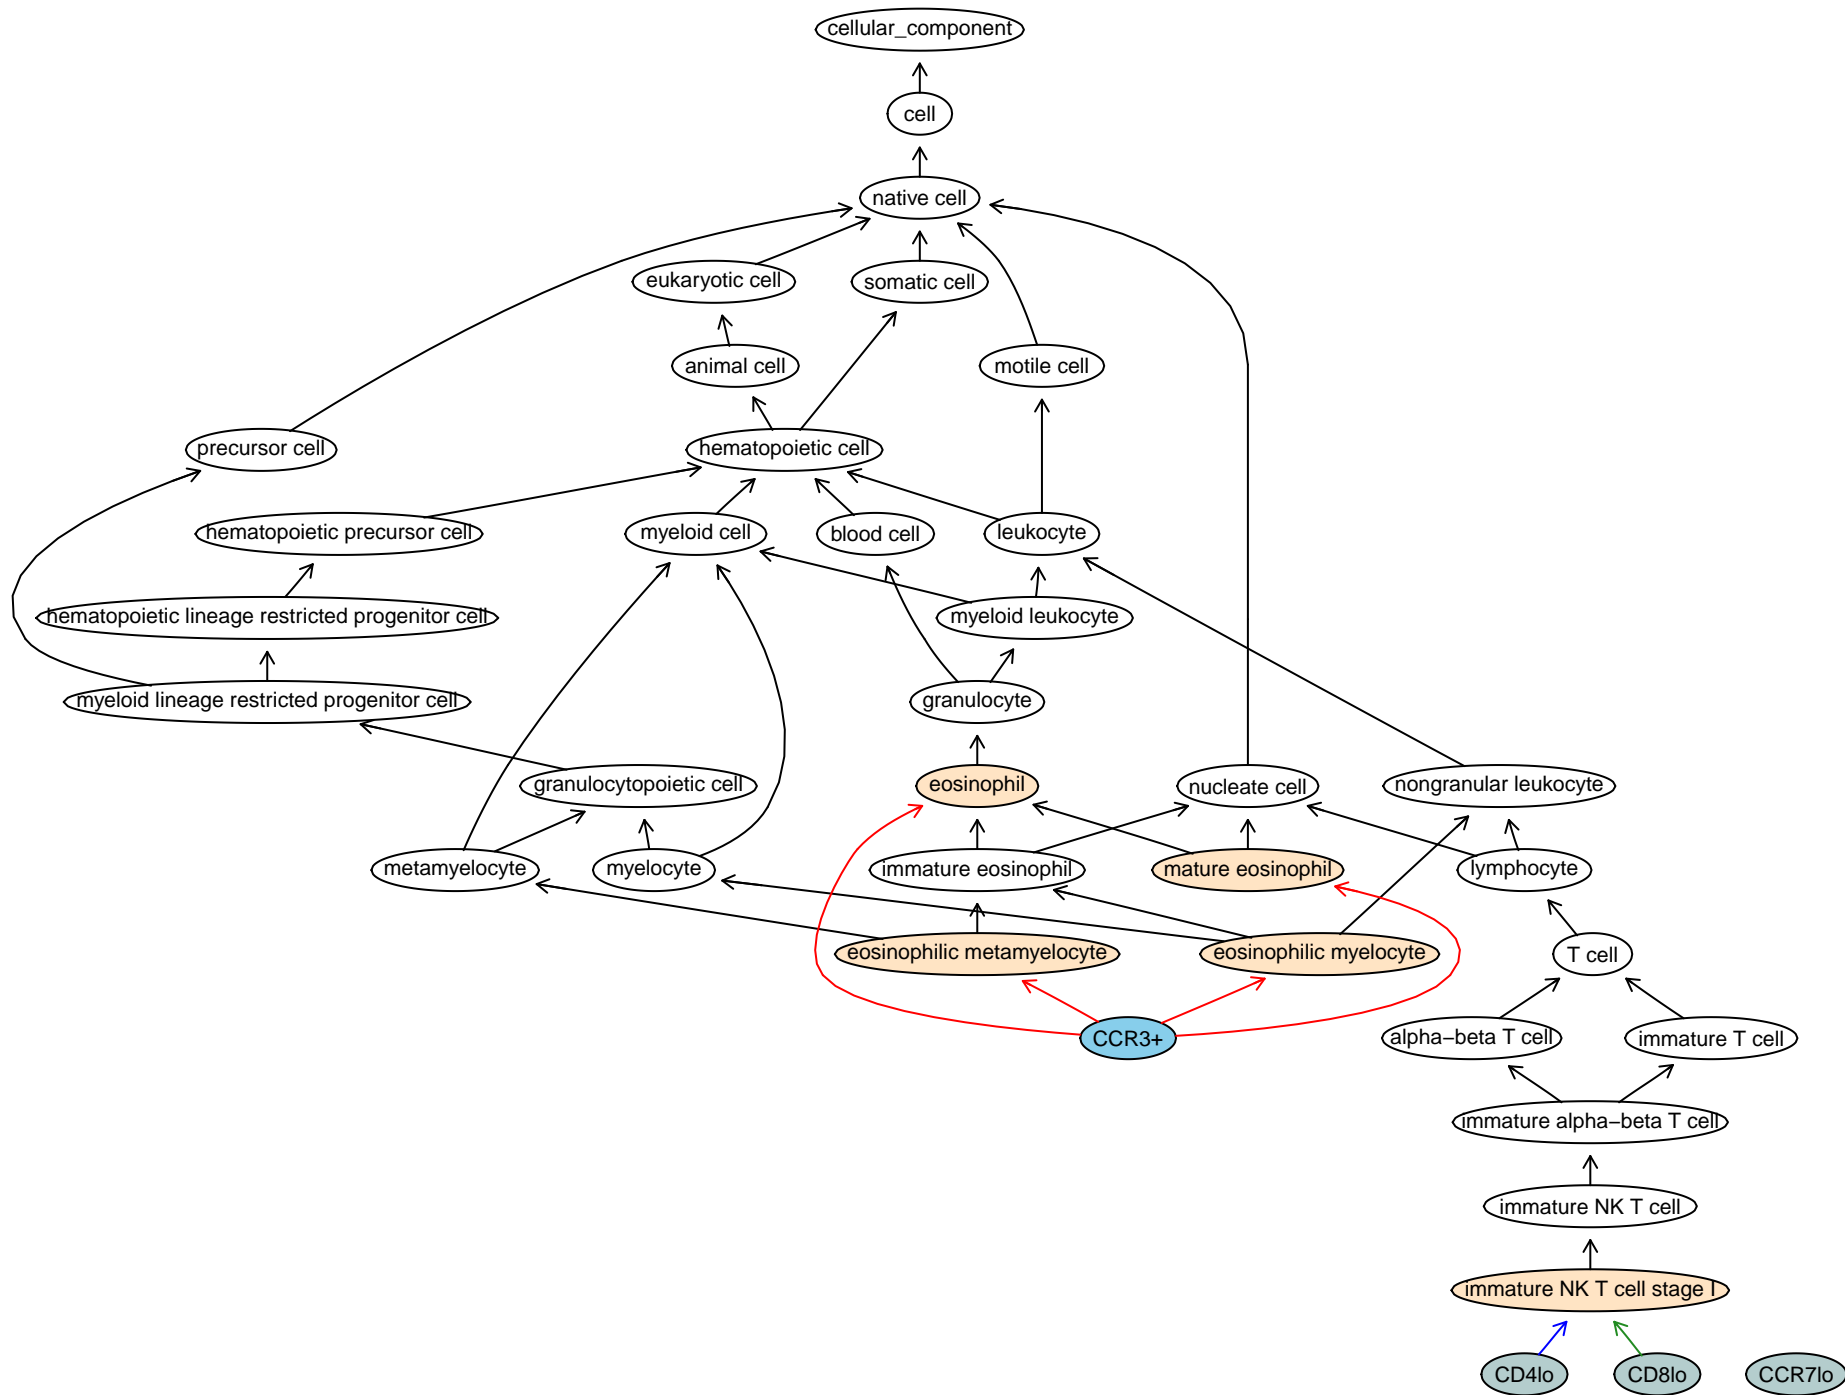 cellular_component
cell
native cell
eukaryotic cell
somatic cell
animal cell
motile cell
precursor cell
hematopoietic cell
hematopoietic precursor cell
myeloid cell
blood cell
leukocyte
hematopoietic lineage restricted progenitor cell
myeloid leukocyte
myeloid lineage restricted progenitor cell
granulocyte
granulocytopoietic cell
eosinophil
nucleate cell
nongranular leukocyte
metamyelocyte
myelocyte
immature eosinophil
mature eosinophil
lymphocyte
eosinophilic metamyelocyte
eosinophilic myelocyte
T cell
CCR3+
alpha−beta T cell
immature T cell
immature alpha−beta T cell
immature NK T cell
immature NK T cell stage I
CD4lo
CD8lo
CCR7lo